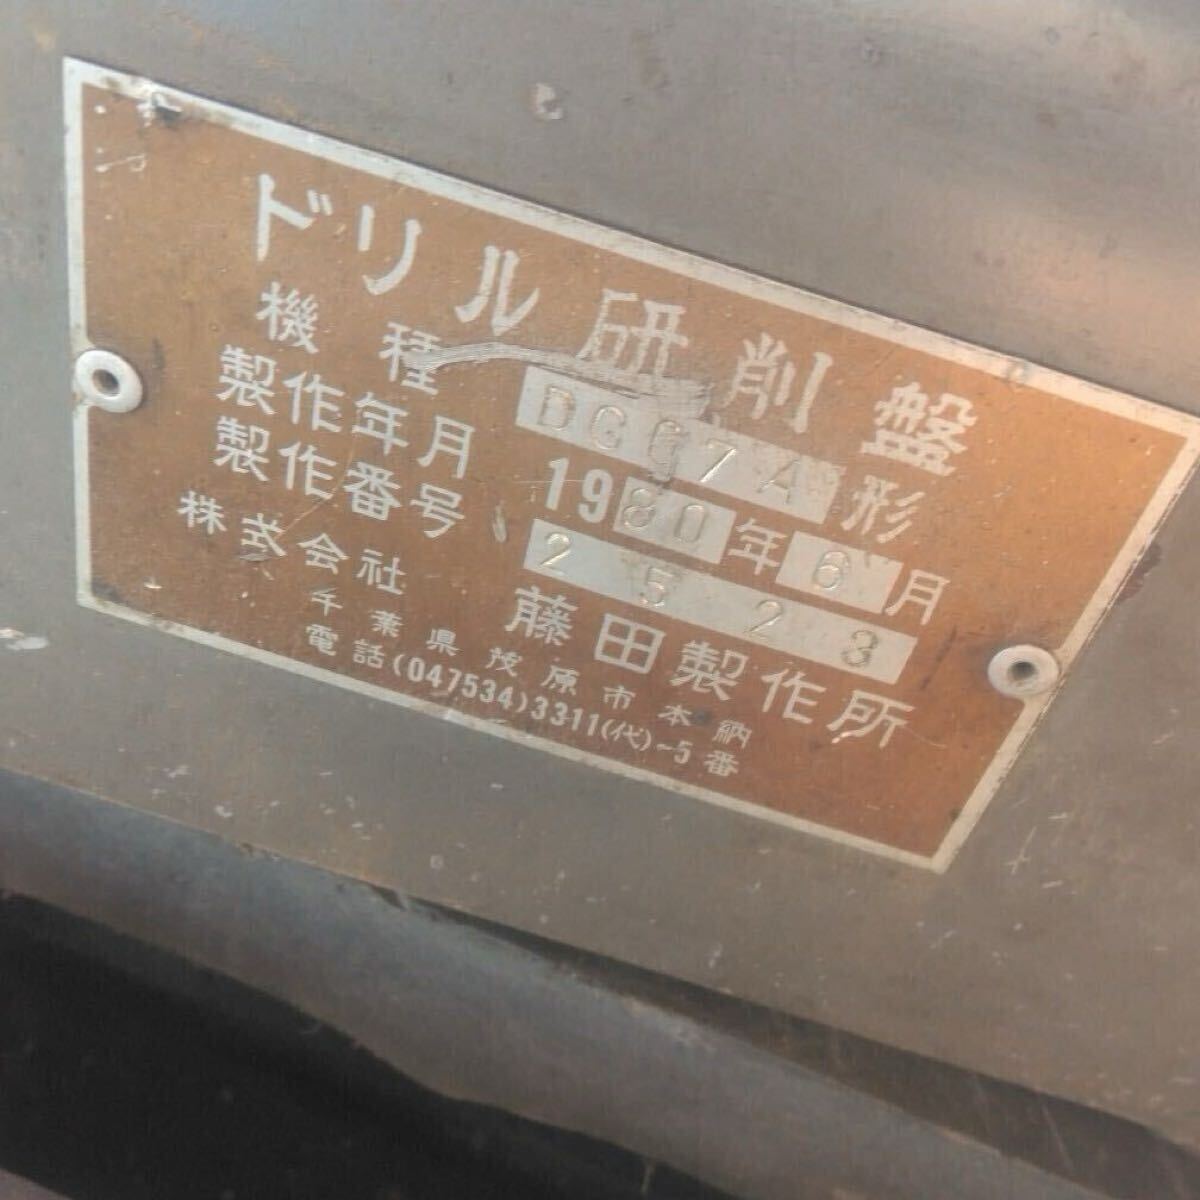 ドリル研削盤
機種 DG67A形
製作年月 1980年6月
製作番号 2523
株式会社 藤田製作所
千葉県茂原市本納
電話(047534)3311(代)~5番